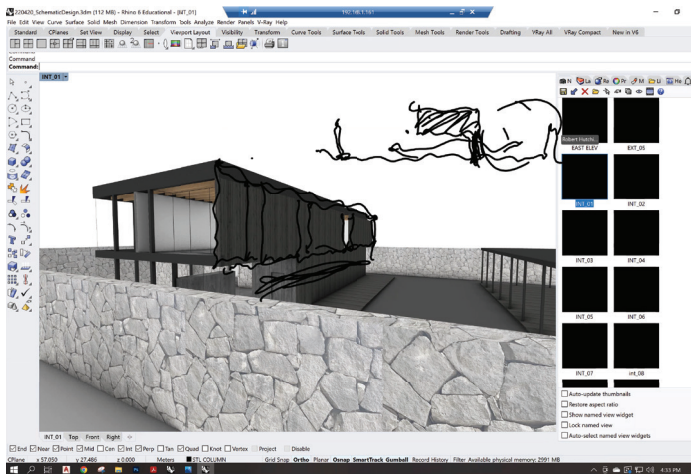 220420_SchematicDesign.3dm (112 MB) - Rhino 6 Educational - [INT_01]
192.168.1.161
File Edit View Curve Surface Solid Mesh Dimension Transform Tools Analyze Render Panels V-Ray Help
Standard CPlanes Set View Display Select Viewport Layout Visibility Transform Curve Tools Surface Tools Solid Tools Mesh Tools Render Tools Drafting VRay All VRay Compact New in V6
Command
Command:
INT_01
Robert Hutchi
EAST ELEV EXT_05
INT_01 INT_02
INT_03 INT_04
INT_05 INT_06
INT_07 int_08
Auto-update thumbnails
Restore aspect ratio
Show named view widget
Lock named view
Auto-select named view widgets
INT_01 Top Front Right
End Near Point Mid Cen Int Perp Tan Quad Knot Vertex Project Disable
CPlane x 57.050 y 27.486 z 0.000 Meters STL COLUMN Grid Snap Ortho Planar Osnap SmartTrack Gumball Record History Filter Available physical memory: 2991 MB
4:33 PM